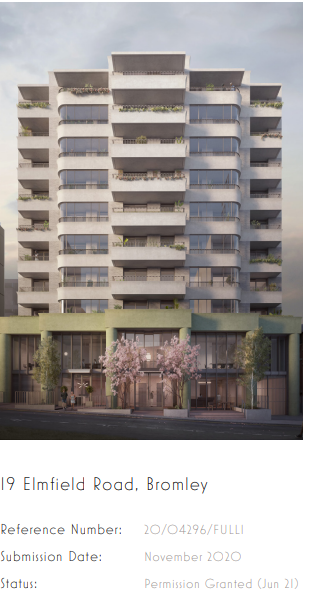 19 Elmfield Road, Bromley
Reference Number: 20/04296/FULL1
Submission Date: November 2020
Status: Permission Granted (Jun 21)